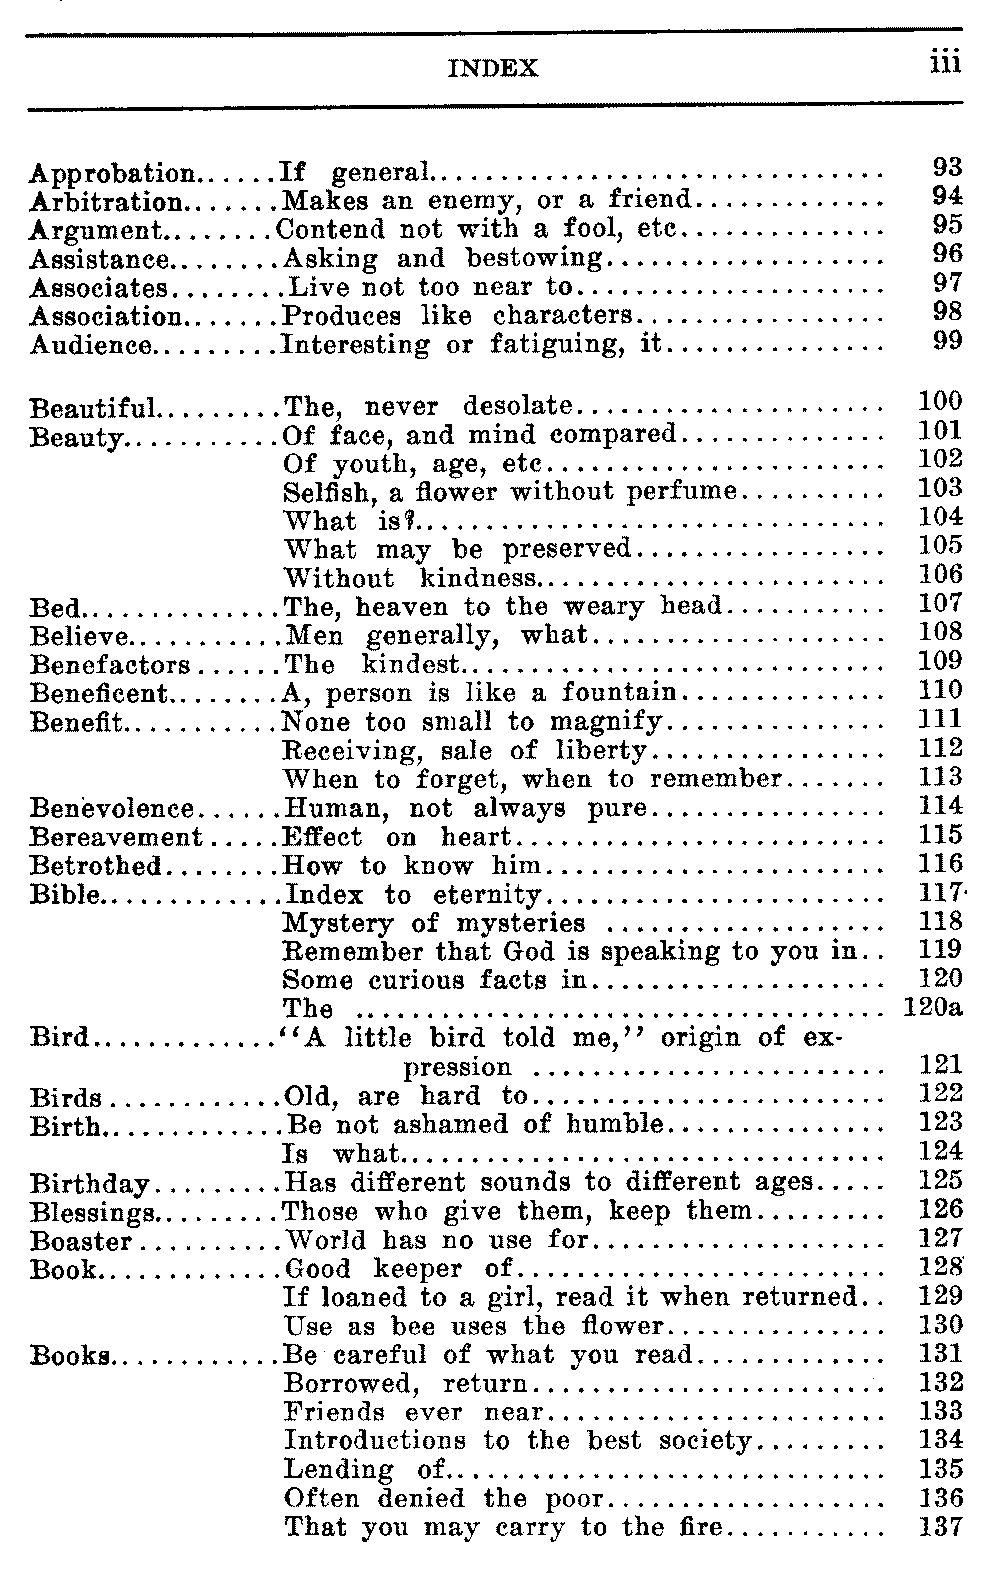 INDEX iii
Approbation......If general............................... 93
Arbitration.......Makes an enemy, or a friend............. 94
Argument........Contend not with a fool, etc.............. 95
Assistance........Asking and bestowing................... 96
Associates........Live not too near to..................... 97
Association.......Produces like characters................. 98
Audience.........Interesting or fatiguing, it............... 99
Beautiful.........The, never desolate..................... 100
Beauty...........Of face, and mind compared.............. 101
Of youth, age, etc....................... 102
Selfish, a flower without perfume.......... 103
What is?................................ 104
What may be preserved................. 105
Without kindness........................ 106
Bed..............The, heaven to the weary head........... 107
Believe...........Men generally, what.................... 108
Benefactors......The kindest............................. 109
Beneficent........A, person is like a fountain.............. 110
Benefit...........None too small to magnify............... 111
Receiving, sale of liberty................ 112
When to forget, when to remember....... 113
Benevolence......Human, not always pure................ 114
Bereavement.....Effect on heart......................... 115
Betrothed........How to know him....................... 116
Bible.............Index to eternity....................... 117
Mystery of mysteries ................... 118
Remember that God is speaking to you in.. 119
Some curious facts in.................... 120
The .................................... 120a
Bird.............“A little bird told me,” origin of ex-
pression ........................ 121
Birds............Old, are hard to........................ 122
Birth.............Be not ashamed of humble............... 123
Is what................................. 124
Birthday.........Has different sounds to different ages..... 125
Blessings.........Those who give them, keep them......... 126
Boaster..........World has no use for.................... 127
Book.............Good keeper of......................... 128
If loaned to a girl, read it when returned.. 129
Use as bee uses the flower............... 130
Books............Be careful of what you read............. 131
Borrowed, return........................ 132
Friends ever near....................... 133
Introductions to the best society......... 134
Lending of.............................. 135
Often denied the poor................... 136
That you may carry to the fire........... 137